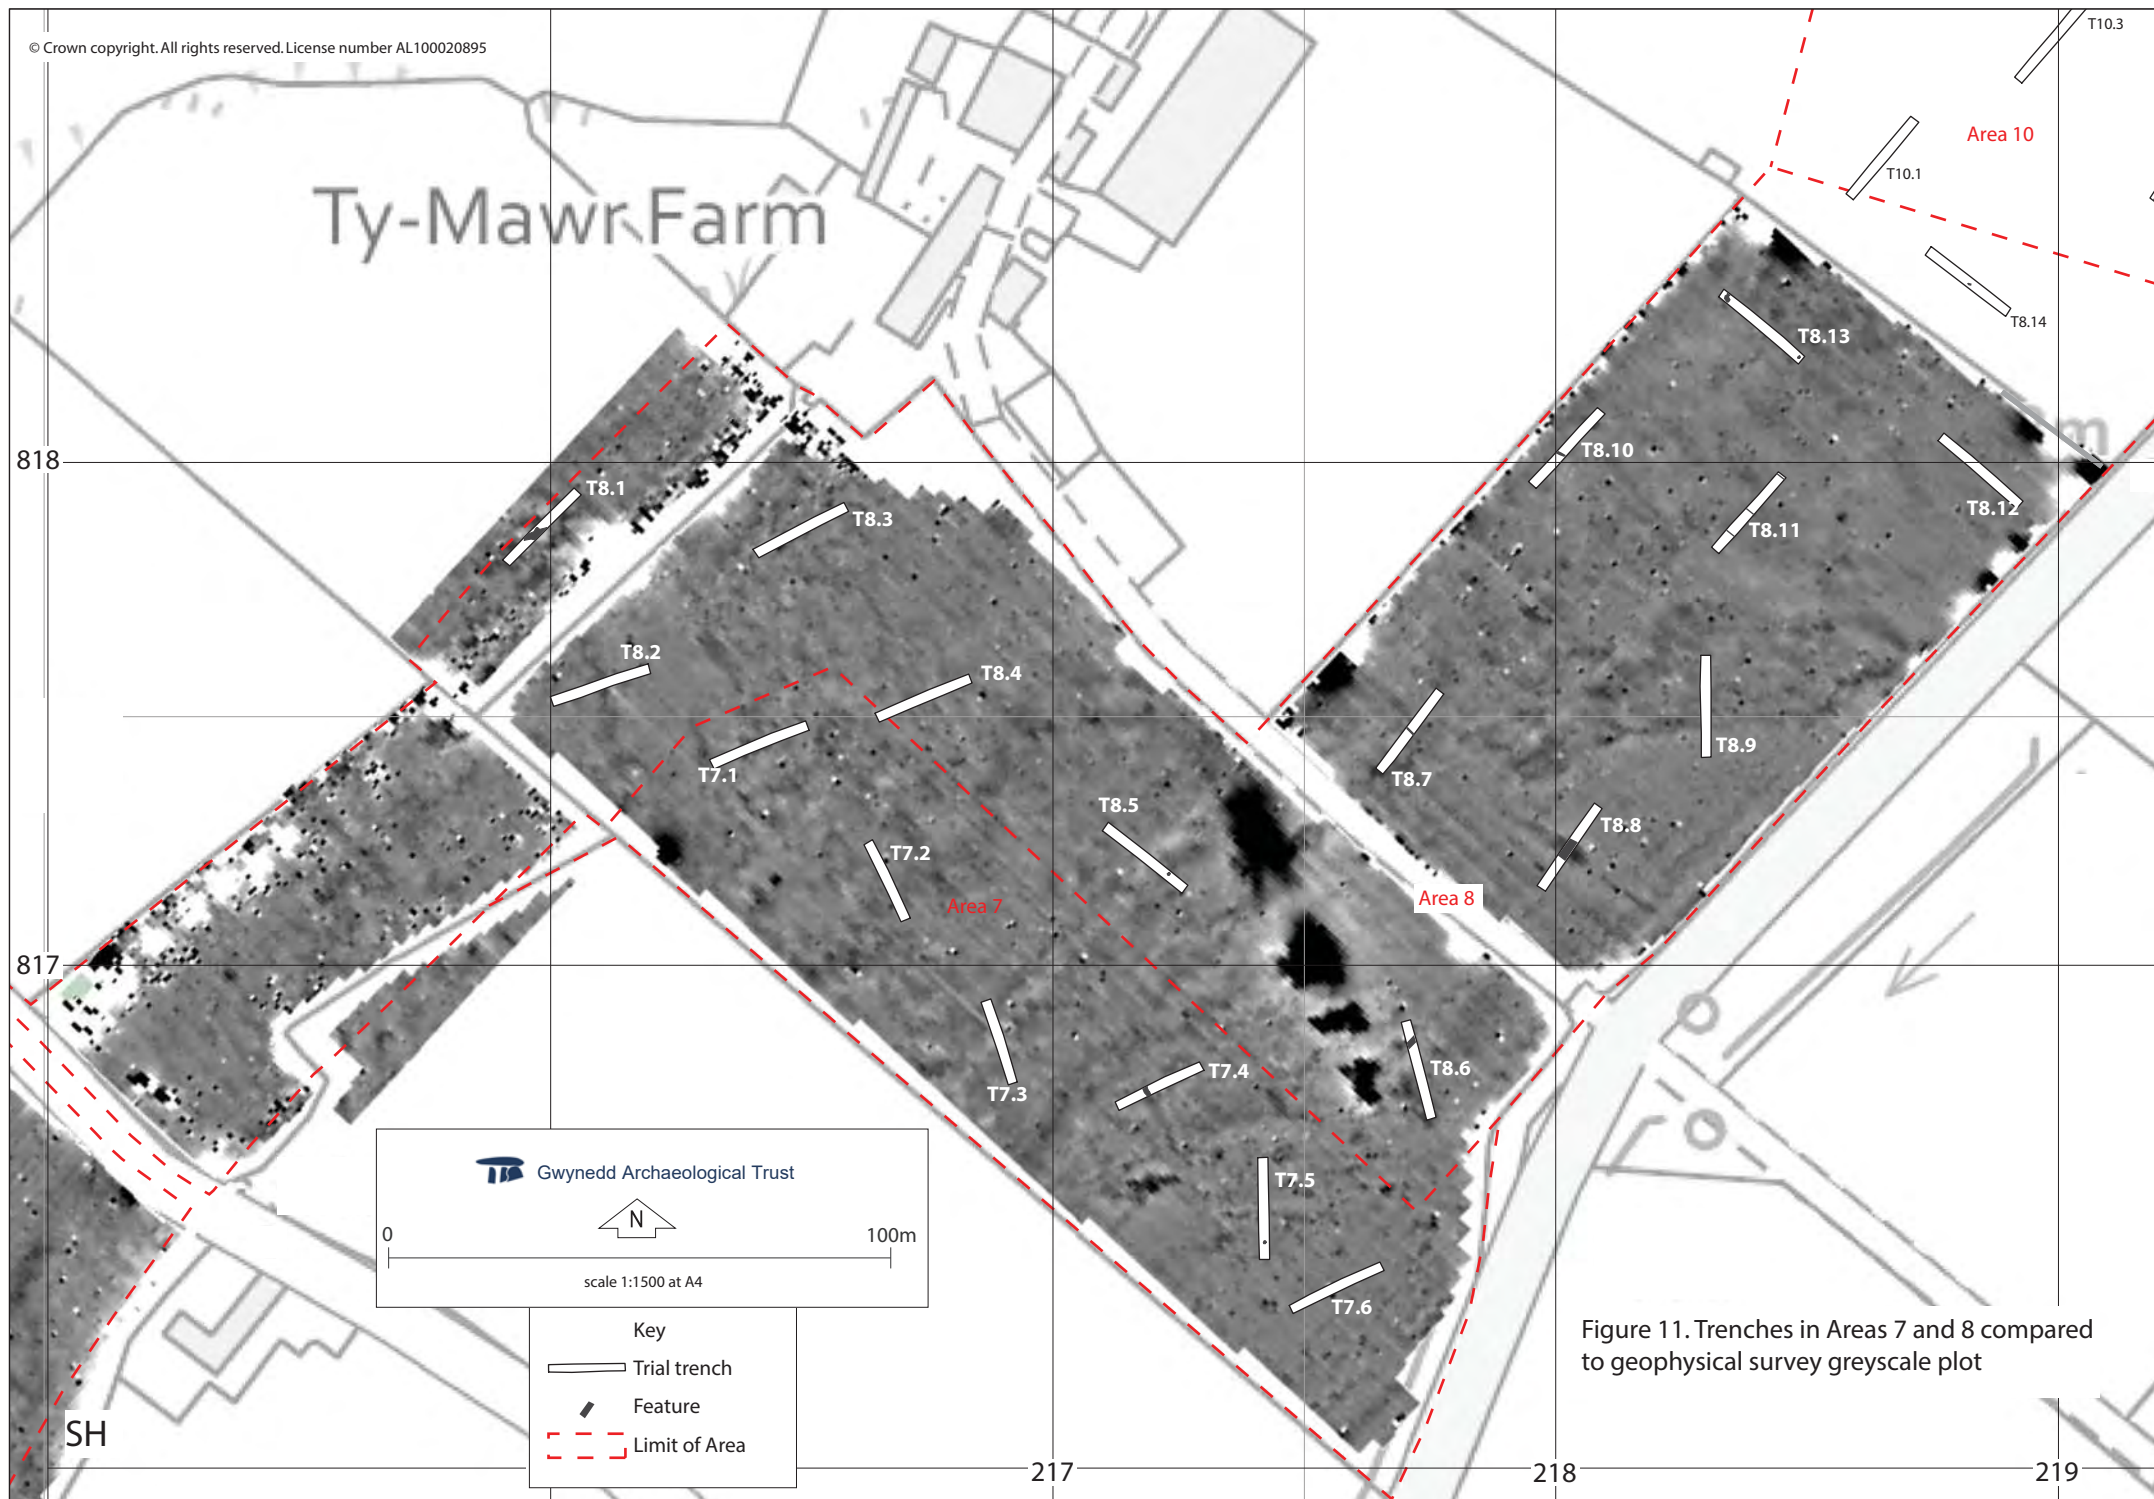 © Crown copyright. All rights reserved. License number AL100020895
T10.3
Area 10
T10.1
Ty-Mawr Farm
T8.14
T8.13
m
818
T8.10
T8.1
T8.3
T8.12
T8.11
T8.2
T8.4
T8.9
T7.1
T8.7
T8.5
T8.8
T7.2
Area 8
Area 7
817
T8.6
T7.4
T7.3
Gwynedd Archaeological Trust
T7.5
N
0 100m
scale 1:1500 at A4
T7.6
Key
Trial trench
Feature
Limit of Area
Figure 11. Trenches in Areas 7 and 8 compared
to geophysical survey greyscale plot
SH
217
218
219